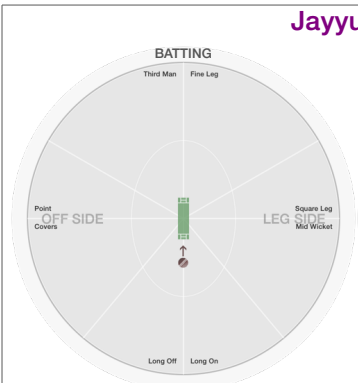 Jayyu
BATTING
Third Man Fine Leg
Point Square Leg
OFF SIDE LEG SIDE
Covers Mid Wicket
Long Off Long On